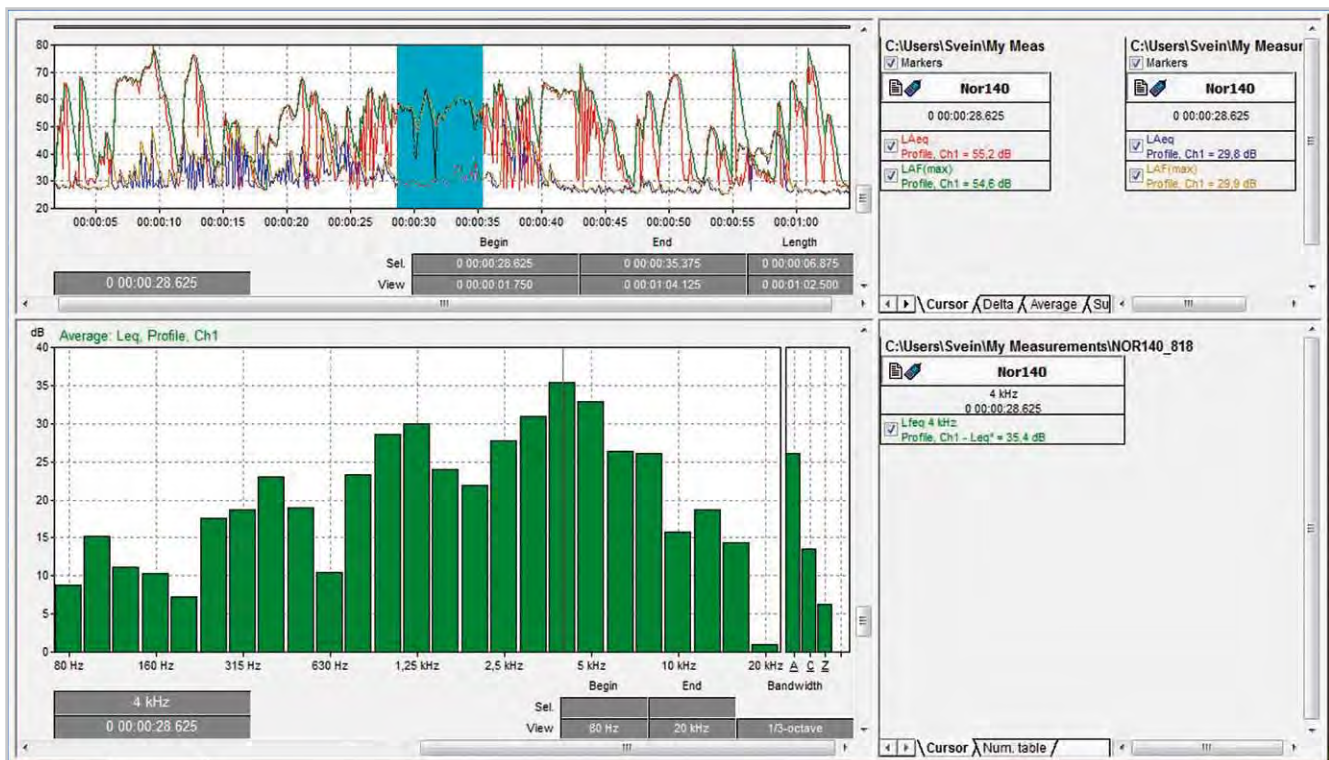 80
70
60
50
40
30
20
00:00:05 00:00:10 00:00:15 00:00:20 00:00:25 00:00:30 00:00:35 00:00:40 00:00:45 00:00:50 00:00:55 00:01:00
Begin End Length
Sel. 0 00:00:28.625 0 00:00:35.375 0 00:00:06.875
0 00:00:28.625
View 0 00:00:01.750 0 00:01:04.125 0 00:01:02.500
C:\Users\Svein\My Meas
Markers
Nor140
0 00:00:28.625
LAeq
Profile, Ch1 = 55,2 dB
LAF(max)
Profile, Ch1 = 54,6 dB
C:\Users\Svein\My Measur
Markers
Nor140
0 00:00:28.625
LAeq
Profile, Ch1 = 29,8 dB
LAF(max)
Profile, Ch1 = 29,9 dB
Cursor Delta Average Su
dB Average: Leq, Profile, Ch1
40
35
30
25
20
15
10
5
0
80 Hz 160 Hz 315 Hz 630 Hz 1,25 kHz 2,5 kHz 5 kHz 10 kHz 20 kHz A C Z
Begin End Bandwidth
4 kHz
Sel.
0 00:00:28.625
View 80 Hz 20 kHz 1/3-octave
C:\Users\Svein\My Measurements\NOR140_818
Nor140
4 kHz
0 00:00:28.625
Lfeq 4 kHz
Profile, Ch1 - Leq* = 35,4 dB
Cursor Num. table